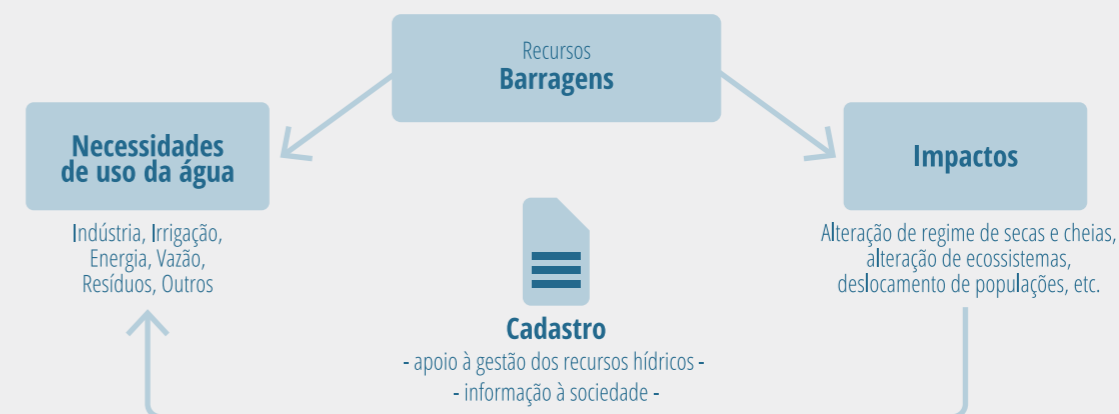 Recursos
Barragens
Necessidades
de uso da água
Indústria, Irrigação,
Energia, Vazão,
Resíduos, Outros
Impactos
Alteração de regime de secas e cheias,
alteração de ecossistemas,
deslocamento de populações, etc.
Cadastro
- apoio à gestão dos recursos hídricos -
- informação à sociedade -